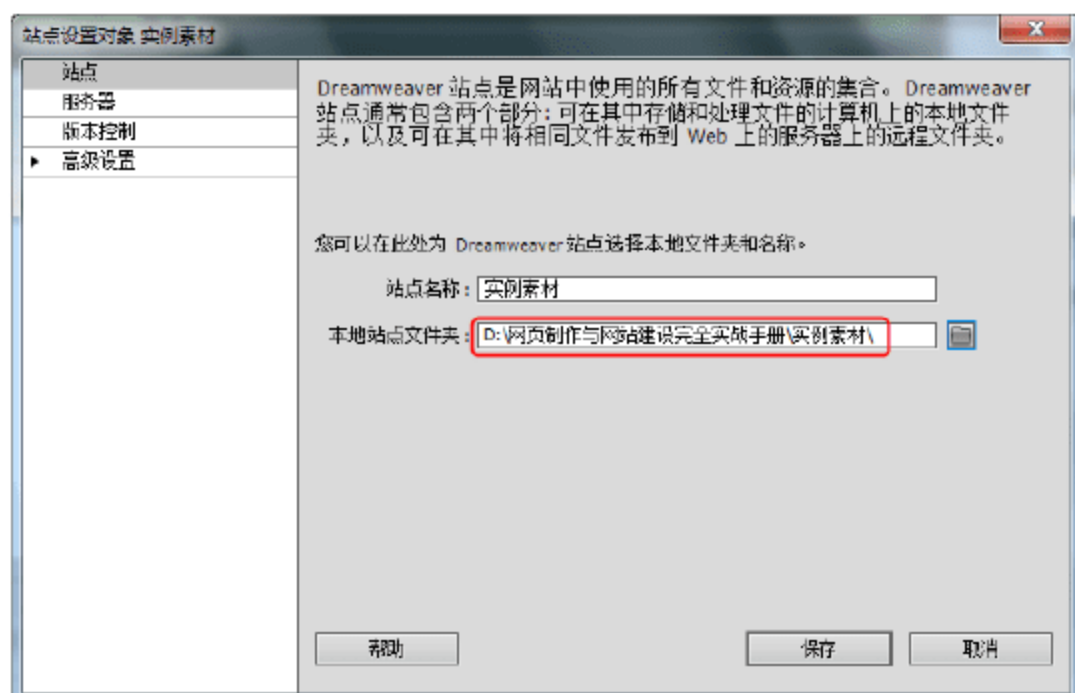 站点设置对象 实例素材
站点
服务器
版本控制
高级设置
Dreamweaver 站点是网站中使用的所有文件和资源的集合。Dreamweaver
站点通常包含两个部分：可在其中存储和处理文件的计算机上的本地文件
夹，以及可在其中将相同文件发布到 Web 上的服务器上的远程文件夹。
您可以在此处为 Dreamweaver 站点选择本地文件夹和名称。
站点名称：实例素材
本地站点文件夹：D:\网页制作与网站建设完全实战手册\实例素材\
帮助 保存 取消